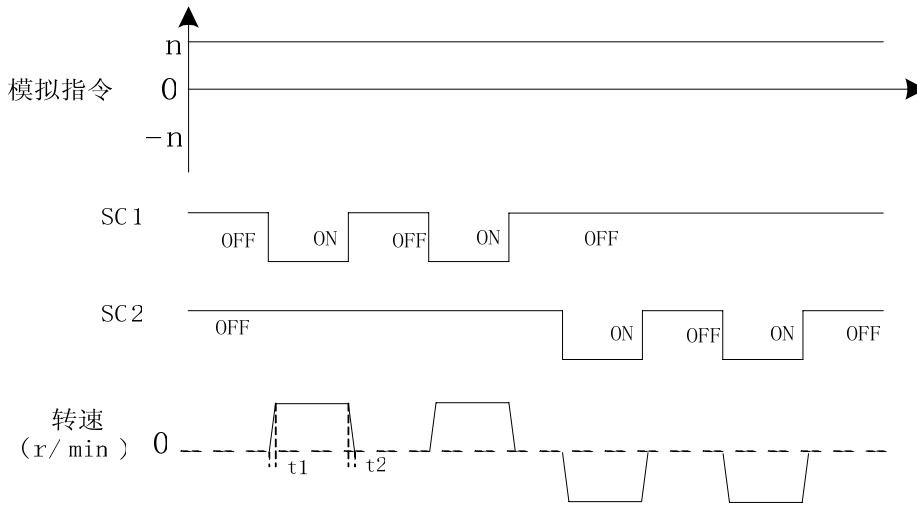 n
模拟指令 0
-n
SC1
OFF ON OFF ON OFF
SC2
OFF ON OFF ON OFF
转速
(r/min) 0
t1 t2